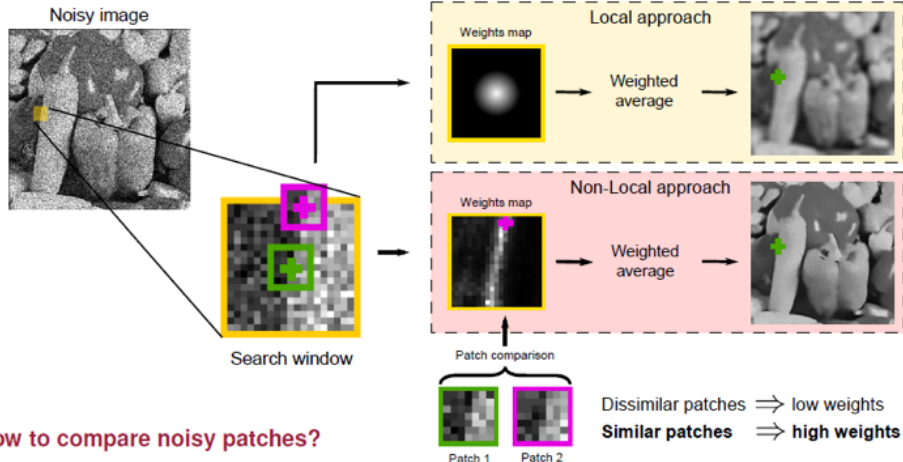 Noisy image
Local approach
Weights map
Weighted
average
Non-Local approach
Weights map
Weighted
average
Search window
Patch comparison
Dissimilar patches ⟹ low weights
Similar patches ⟹ high weights
ow to compare noisy patches?
Patch 1 Patch 2